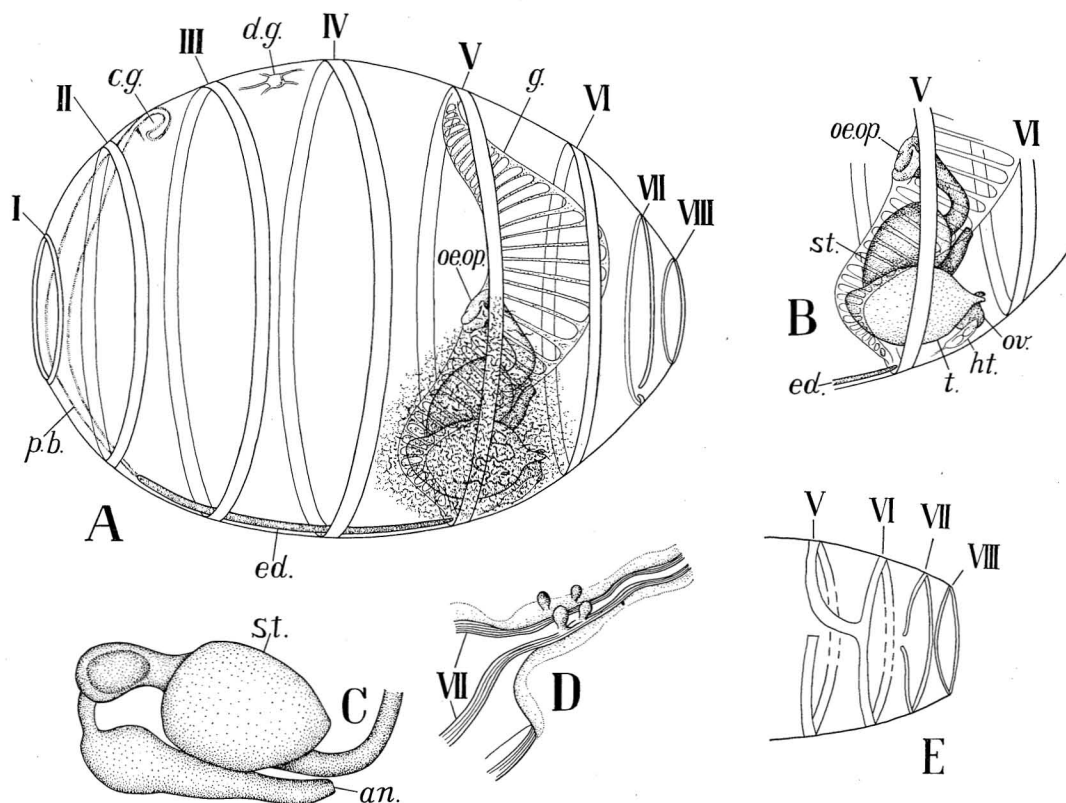 I
II
c.g.
III
d.g.
IV
V
g.
VI
VII
VIII
oe.op.
p.b.
A
ed.
V
oe.op.
VI
st.
B
ed.
t.
ht.
ov.
st.
C
an.
VII
D
V
VI
VII
VIII
E